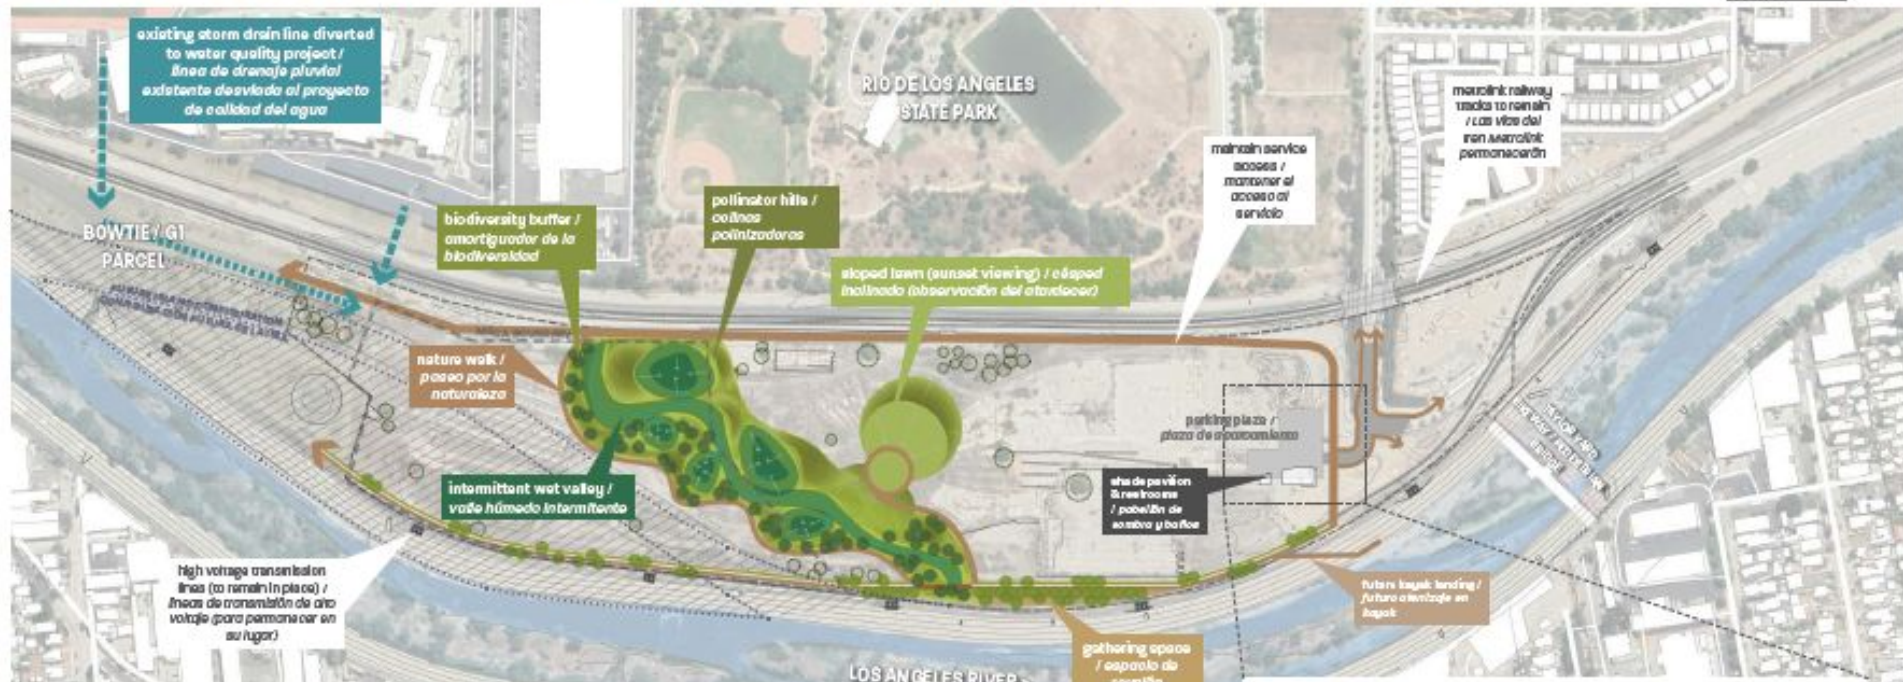 existing storm drain line diverted
to water quality project /
línea de drenaje pluvial
existente desviada al proyecto
de calidad del agua
RIO DE LOS ANGELES
STATE PARK
metrolink railway
tracks to remain
/ Las vías del
tren Metrolink
permanecerán
maintain service
access /
mantener el
acceso al
servicio
BOWTIE / G1
PARCEL
biodiversity buffer /
amortiguador de la
biodiversidad
pollinator hills /
colinas
polinizadoras
sloped lawn (sunset viewing) / césped
inclinado (observación del atardecer)
nature walk /
paseo por la
naturaleza
parking plaza /
plaza de aparcamiento
intermittent wet valley /
valle húmedo intermitente
shade pavilion
& restrooms
/ pabellón de
sombra y baños
high voltage transmission
lines (to remain in place) /
líneas de transmisión de alto
voltaje (para permanecer en
su lugar)
future kayak landing /
futuro aterrizaje en
kayak
gathering space
/ espacio de
LOS ANGELES RIVER